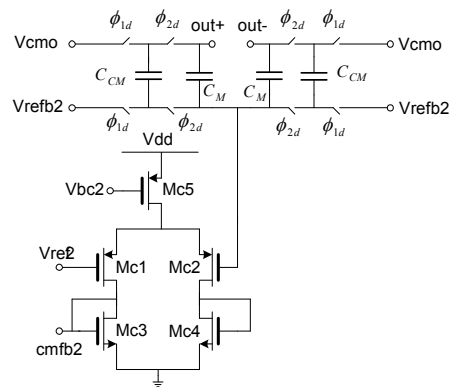 ϕ1d ϕ2d out+ out- ϕ2d ϕ1d
Vcmo Vcmo
CCM CM CM CCM
Vrefb2 Vrefb2
ϕ1d ϕ2d ϕ2d ϕ1d
Vdd
Vbc2 Mc5
Vref2 Mc1 Mc2
cmfb2 Mc3 Mc4